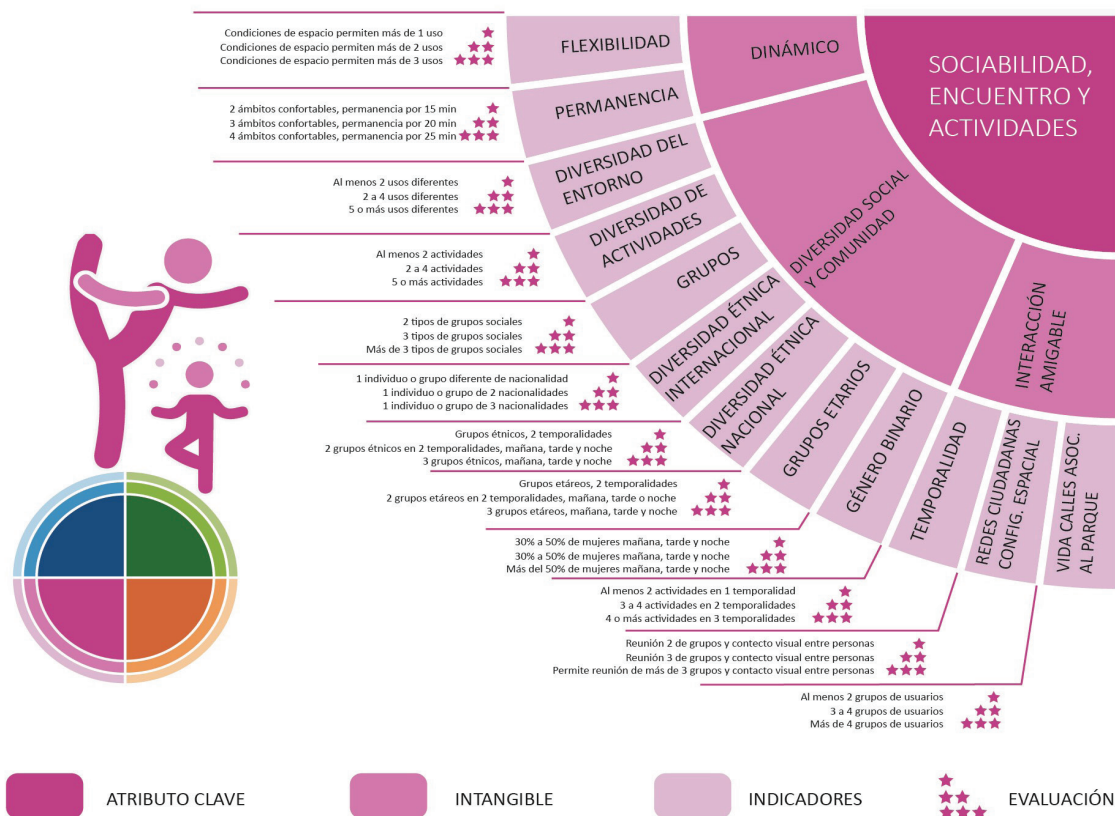 SOCIABILIDAD,
ENCUENTRO Y
ACTIVIDADES
DINÁMICO
DIVERSIDAD SOCIAL
Y COMUNIDAD
INTERACCIÓN
AMIGABLE
FLEXIBILIDAD
PERMANENCIA
DIVERSIDAD DEL
ENTORNO
DIVERSIDAD DE
ACTIVIDADES
GRUPOS
DIVERSIDAD ÉTNICA
INTERNACIONAL
DIVERSIDAD ÉTNICA
NACIONAL
GRUPOS ETARIOS
GÉNERO BINARIO
TEMPORALIDAD
REDES CIUDADANAS
CONFIG. ESPACIAL
VIDA CALLES ASOC.
AL PARQUE
Condiciones de espacio permiten más de 1 uso
Condiciones de espacio permiten más de 2 usos
Condiciones de espacio permiten más de 3 usos
2 ámbitos confortables, permanencia por 15 min
3 ámbitos confortables, permanencia por 20 min
4 ámbitos confortables, permanencia por 25 min
Al menos 2 usos diferentes
2 a 4 usos diferentes
5 o más usos diferentes
Al menos 2 actividades
2 a 4 actividades
5 o más actividades
2 tipos de grupos sociales
3 tipos de grupos sociales
Más de 3 tipos de grupos sociales
1 individuo o grupo diferente de nacionalidad
1 individuo o grupo de 2 nacionalidades
1 individuo o grupo de 3 nacionalidades
Grupos étnicos, 2 temporalidades
2 grupos étnicos en 2 temporalidades, mañana, tarde y noche
3 grupos étnicos, mañana, tarde y noche
Grupos etáreos, 2 temporalidades
2 grupos etáreos en 2 temporalidades, mañana, tarde o noche
3 grupos etáreos, mañana, tarde y noche
30% a 50% de mujeres mañana, tarde y noche
30% a 50% de mujeres mañana, tarde y noche
Más del 50% de mujeres mañana, tarde y noche
Al menos 2 actividades en 1 temporalidad
3 a 4 actividades en 2 temporalidades
4 o más actividades en 3 temporalidades
Reunión 2 de grupos y contecto visual entre personas
Reunión 3 de grupos y contacto visual entre personas
Permite reunión de más de 3 grupos y contacto visual entre personas
Al menos 2 grupos de usuarios
3 a 4 grupos de usuarios
Más de 4 grupos de usuarios
ATRIBUTO CLAVE
INTANGIBLE
INDICADORES
EVALUACIÓN